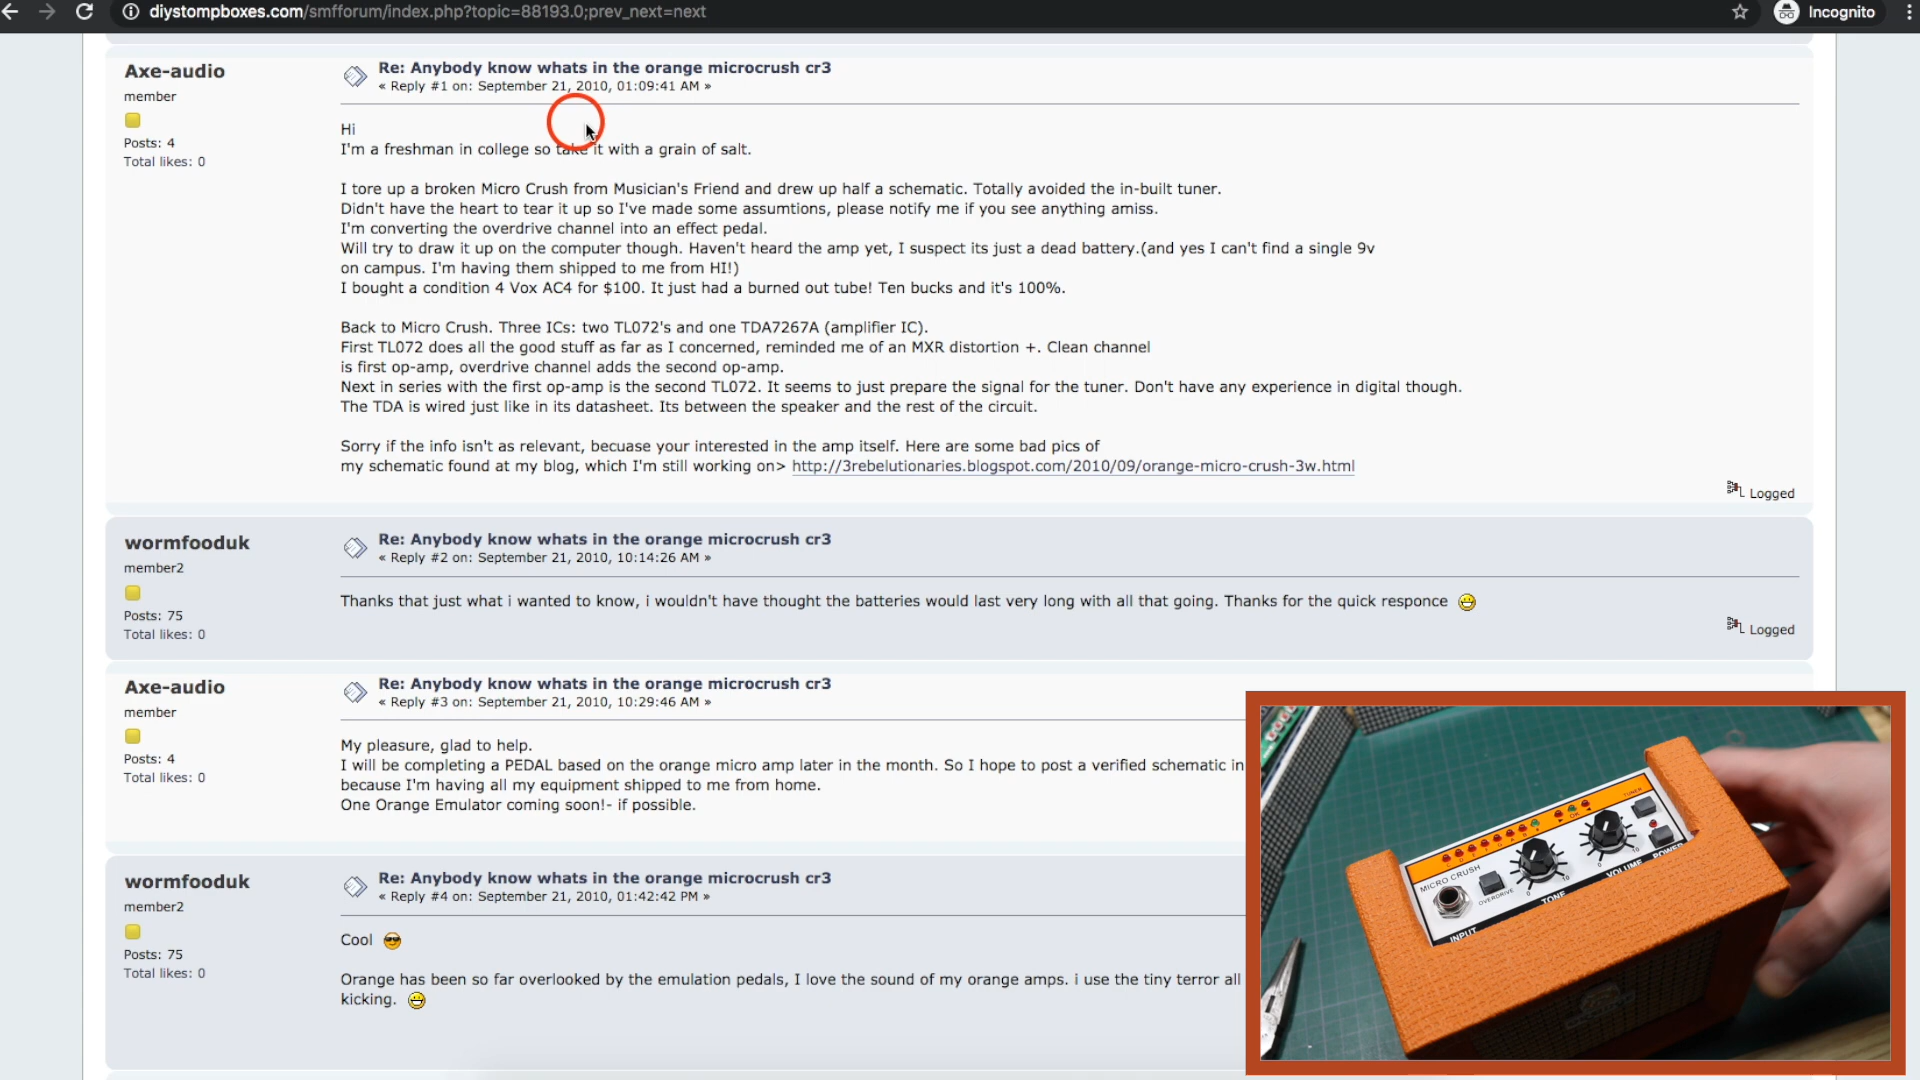 diystompboxes.com/smfforum/index.php?topic=88193.0;prev_next=next
Incognito
Axe-audio
member
Posts: 4
Total likes: 0
Re: Anybody know whats in the orange microcrush cr3
« Reply #1 on: September 21, 2010, 01:09:41 AM »
Hi
I'm a freshman in college so take it with a grain of salt.
I tore up a broken Micro Crush from Musician's Friend and drew up half a schematic. Totally avoided the in-built tuner.
Didn't have the heart to tear it up so I've made some assumtions, please notify me if you see anything amiss.
I'm converting the overdrive channel into an effect pedal.
Will try to draw it up on the computer though. Haven't heard the amp yet, I suspect its just a dead battery.(and yes I can't find a single 9v
on campus. I'm having them shipped to me from HI!)
I bought a condition 4 Vox AC4 for $100. It just had a burned out tube! Ten bucks and it's 100%.
Back to Micro Crush. Three ICs: two TL072's and one TDA7267A (amplifier IC).
First TL072 does all the good stuff as far as I concerned, reminded me of an MXR distortion +. Clean channel
is first op-amp, overdrive channel adds the second op-amp.
Next in series with the first op-amp is the second TL072. It seems to just prepare the signal for the tuner. Don't have any experience in digital though.
The TDA is wired just like in its datasheet. Its between the speaker and the rest of the circuit.
Sorry if the info isn't as relevant, becuase your interested in the amp itself. Here are some bad pics of
my schematic found at my blog, which I'm still working on> http://3rebelutionaries.blogspot.com/2010/09/orange-micro-crush-3w.html
Logged
wormfooduk
member2
Posts: 75
Total likes: 0
Re: Anybody know whats in the orange microcrush cr3
« Reply #2 on: September 21, 2010, 10:14:26 AM »
Thanks that just what i wanted to know, i wouldn't have thought the batteries would last very long with all that going. Thanks for the quick responce
Logged
Axe-audio
member
Posts: 4
Total likes: 0
Re: Anybody know whats in the orange microcrush cr3
« Reply #3 on: September 21, 2010, 10:29:46 AM »
My pleasure, glad to help.
I will be completing a PEDAL based on the orange micro amp later in the month. So I hope to post a verified schematic in
because I'm having all my equipment shipped to me from home.
One Orange Emulator coming soon!- if possible.
wormfooduk
member2
Posts: 75
Total likes: 0
Re: Anybody know whats in the orange microcrush cr3
« Reply #4 on: September 21, 2010, 01:42:42 PM »
Cool
Orange has been so far overlooked by the emulation pedals, I love the sound of my orange amps. i use the tiny terror all
kicking.
TUNER
OK
MICRO CRUSH
OVERDRIVE
INPUT
0
10
TONE
0
10
VOLUME
POWER